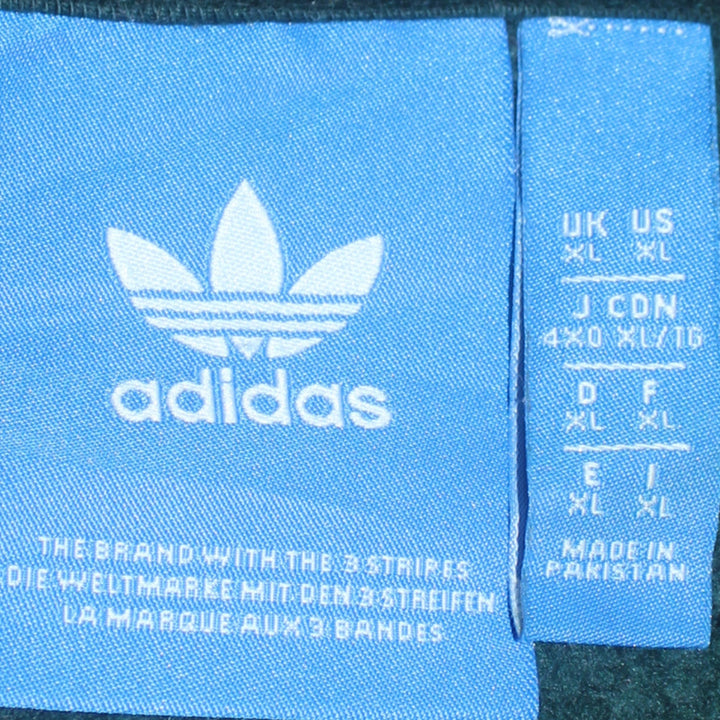 adidas
THE BRAND WITH THE 3 STRIPES
DIE WELTMARKE MIT DEN 3 STREIFEN
LA MARQUE AUX 3 BANDES
UK US
XL XL
J CDN
4XO XL/TG
D F
XL XL
E I
XL XL
MADE IN
PAKISTAN